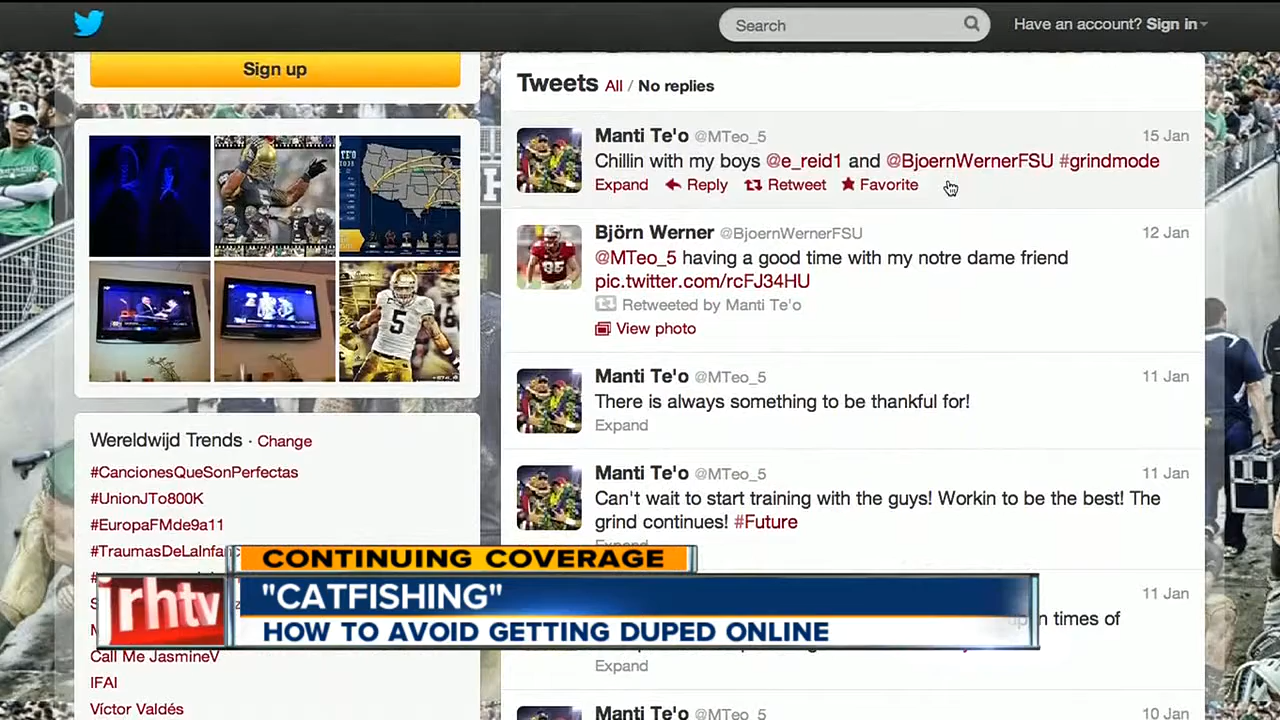 Search
Have an account? Sign in
Sign up
Tweets All / No replies
Manti Te'o @MTeo_5 15 Jan
Chillin with my boys @e_reid1 and @BjoernWernerFSU #grindmode
Expand Reply Retweet Favorite
Björn Werner @BjoernWernerFSU 12 Jan
@MTeo_5 having a good time with my notre dame friend
pic.twitter.com/rcFJ34HU
Retweeted by Manti Te'o
View photo
Manti Te'o @MTeo_5 11 Jan
There is always something to be thankful for!
Expand
Manti Te'o @MTeo_5 11 Jan
Can't wait to start training with the guys! Workin to be the best! The
grind continues! #Future
Expand
11 Jan
times of
Expand
Manti Te'o @MTeo_5 10 Jan
5
Wereldwijd Trends · Change
#CancionesQueSonPerfectas
#UnionJTo800K
#EuropaFMde9a11
#TraumasDeLaInfanc
Call Me JasmineV
IFAI
Víctor Valdés
CONTINUING COVERAGE
"CATFISHING"
HOW TO AVOID GETTING DUPED ONLINE
rhtv